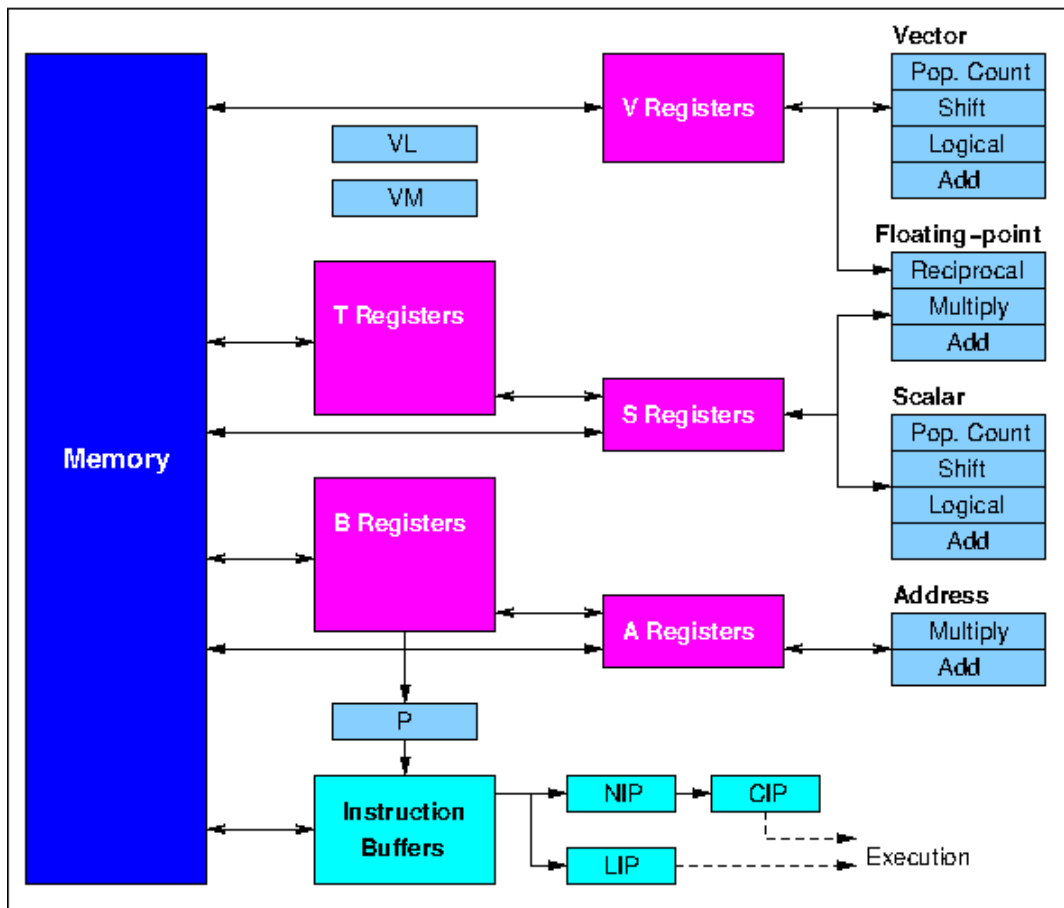 Vector
Pop. Count
V Registers
Shift
VL
Logical
VM
Add
Floating-point
Reciprocal
T Registers
Multiply
Add
S Registers
Scalar
Pop. Count
Memory
Shift
B Registers
Logical
Add
Address
A Registers
Multiply
Add
P
Instruction
Buffers
NIP
CIP
LIP
Execution